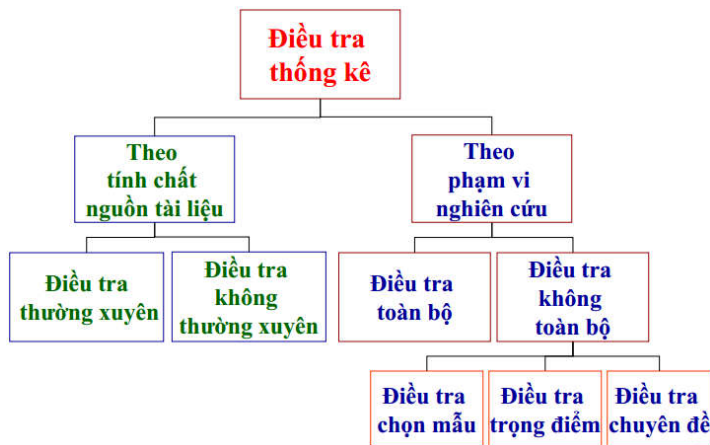 Điều tra
thống kê
Theo
tính chất
nguồn tài liệu
Theo
phạm vi
nghiên cứu
Điều tra
thường xuyên
Điều tra
không
thường xuyên
Điều tra
toàn bộ
Điều tra
không
toàn bộ
Điều tra
chọn mẫu
Điều tra
trọng điểm
Điều tra
chuyên đề